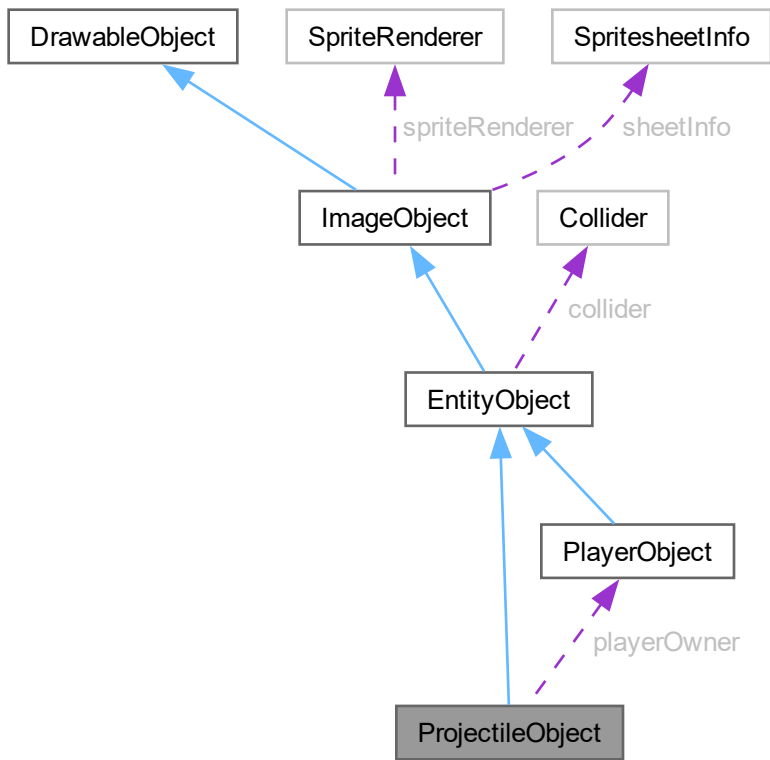 DrawableObject
SpriteRenderer
SpritesheetInfo
spriteRenderer
sheetInfo
ImageObject
Collider
collider
EntityObject
PlayerObject
playerOwner
ProjectileObject